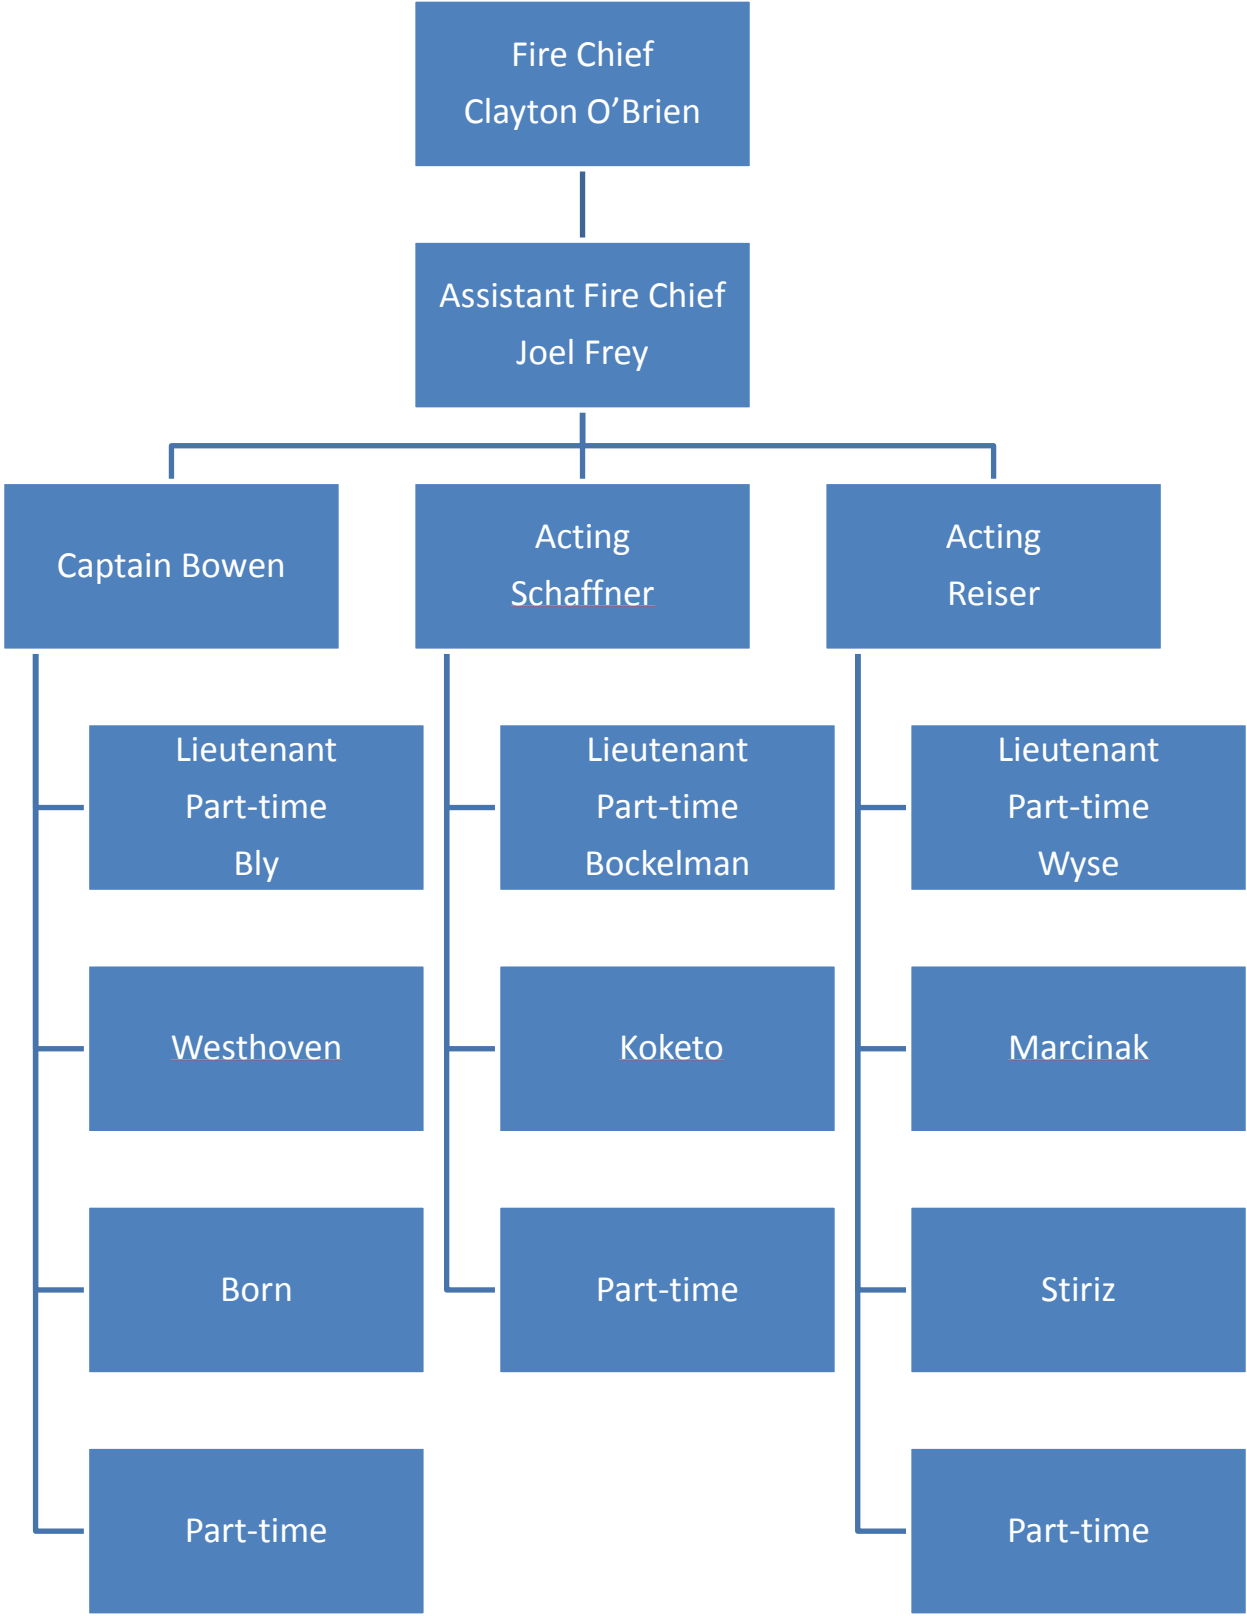 Fire Chief
Clayton O’Brien
Assistant Fire Chief
Joel Frey
Captain Bowen
Acting
Schaffner
Acting
Reiser
Lieutenant
Part-time
Bly
Lieutenant
Part-time
Bockelman
Lieutenant
Part-time
Wyse
Westhoven
Koketo
Marcinak
Born
Part-time
Stiriz
Part-time
Part-time